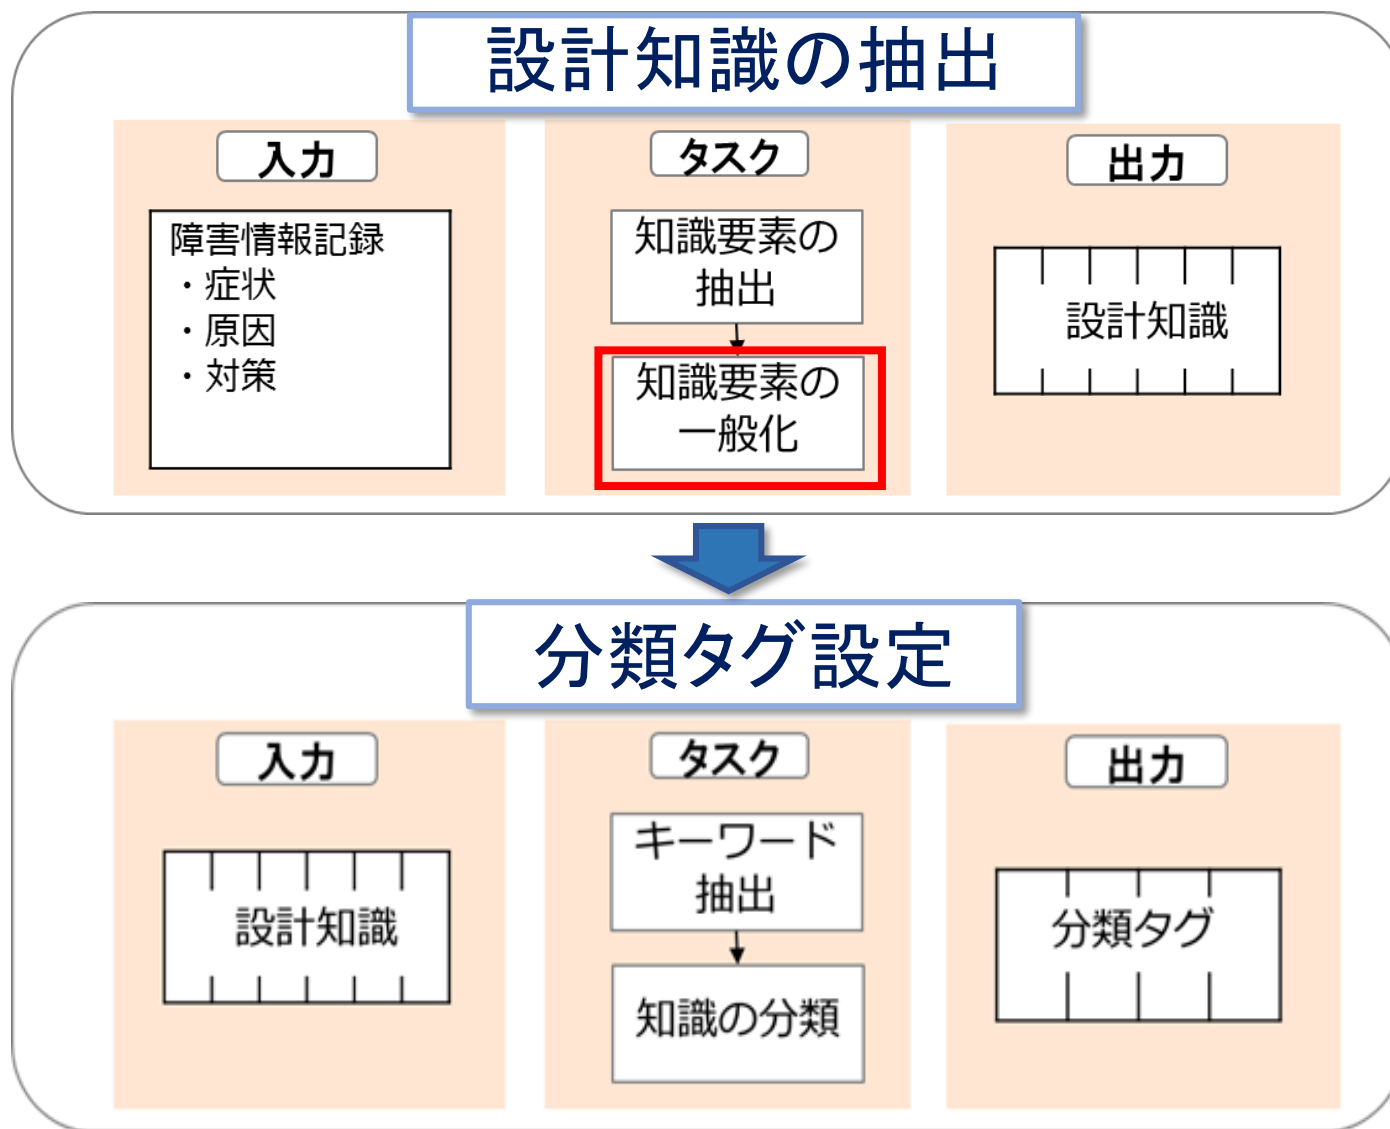 設計知識の抽出
入力
障害情報記録
・症状
・原因
・対策
タスク
知識要素の
抽出
知識要素の
一般化
出力
設計知識
分類タグ設定
入力
設計知識
タスク
キーワード
抽出
知識の分類
出力
分類タグ